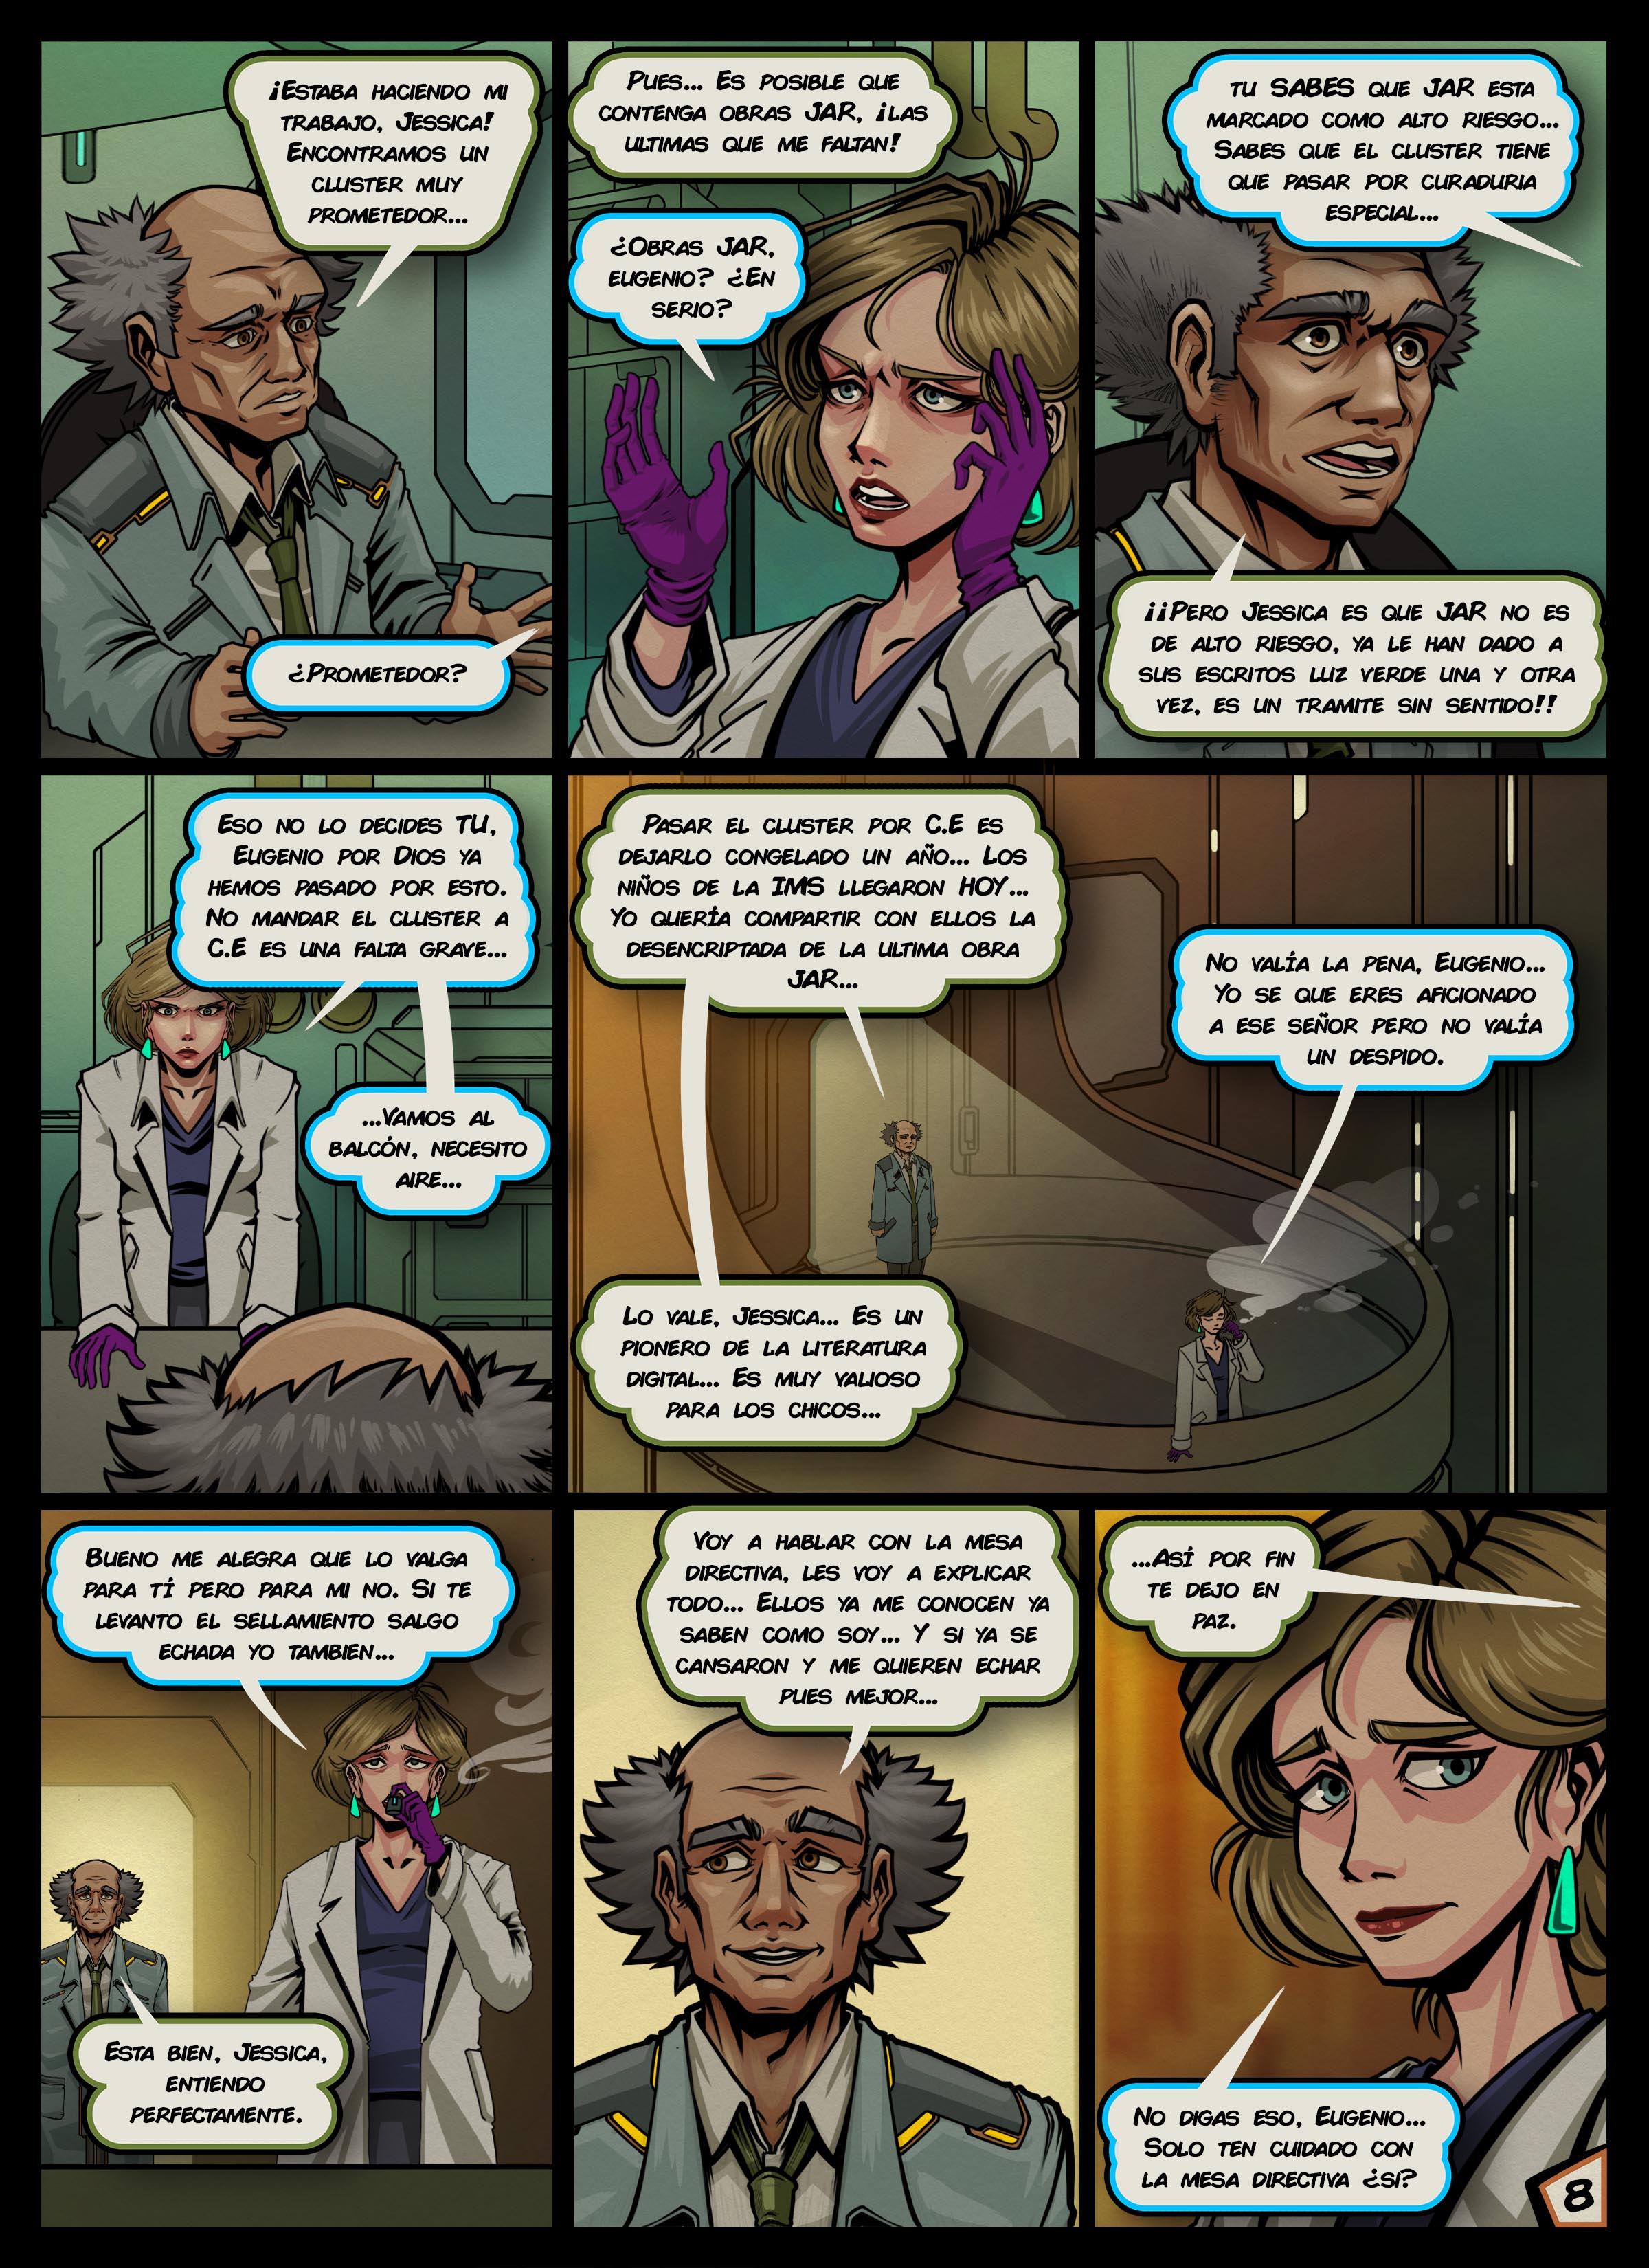 ¡ESTABA HACIENDO MI
TRABAJO, JESSICA!
ENCONTRAMOS UN
CLUSTER MUY
PROMETEDOR...
¿PROMETEDOR?
PUES... ES POSIBLE QUE
CONTENGA OBRAS JAR, ¡LAS
ULTIMAS QUE ME FALTAN!
¿OBRAS JAR,
EUGENIO? ¿EN
SERIO?
TU SABES QUE JAR ESTA
MARCADO COMO ALTO RIESGO...
SABES QUE EL CLUSTER TIENE
QUE PASAR POR CURADURIA
ESPECIAL...
¡¡PERO JESSICA ES QUE JAR NO ES
DE ALTO RIESGO, YA LE HAN DADO A
SUS ESCRITOS LUZ VERDE UNA Y OTRA
VEZ, ES UN TRAMITE SIN SENTIDO!!
ESO NO LO DECIDES TU,
EUGENIO POR DIOS YA
HEMOS PASADO POR ESTO.
NO MANDAR EL CLUSTER A
C.E ES UNA FALTA GRAVE...
...VAMOS AL
BALCÓN, NECESITO
AIRE...
PASAR EL CLUSTER POR C.E ES
DEJARLO CONGELADO UN AÑO... LOS
NIÑOS DE LA IMS LLEGARON HOY...
YO QUERÍA COMPARTIR CON ELLOS LA
DESENCRIPTADA DE LA ULTIMA OBRA
JAR...
NO VALÍA LA PENA, EUGENIO...
YO SE QUE ERES AFICIONADO
A ESE SEÑOR PERO NO VALÍA
UN DESPIDO.
LO VALE, JESSICA... ES UN
PIONERO DE LA LITERATURA
DIGITAL... ES MUY VALIOSO
PARA LOS CHICOS...
BUENO ME ALEGRA QUE LO VALGA
PARA TÍ PERO PARA MI NO. SI TE
LEVANTO EL SELLAMIENTO SALGO
ECHADA YO TAMBIEN...
ESTA BIEN, JESSICA,
ENTIENDO
PERFECTAMENTE.
VOY A HABLAR CON LA MESA
DIRECTIVA, LES VOY A EXPLICAR
TODO... ELLOS YA ME CONOCEN YA
SABEN COMO SOY... Y SI YA SE
CANSARON Y ME QUIEREN ECHAR
PUES MEJOR...
...ASÍ POR FIN
TE DEJO EN
PAZ.
NO DIGAS ESO, EUGENIO...
SOLO TEN CUIDADO CON
LA MESA DIRECTIVA ¿SI?
8